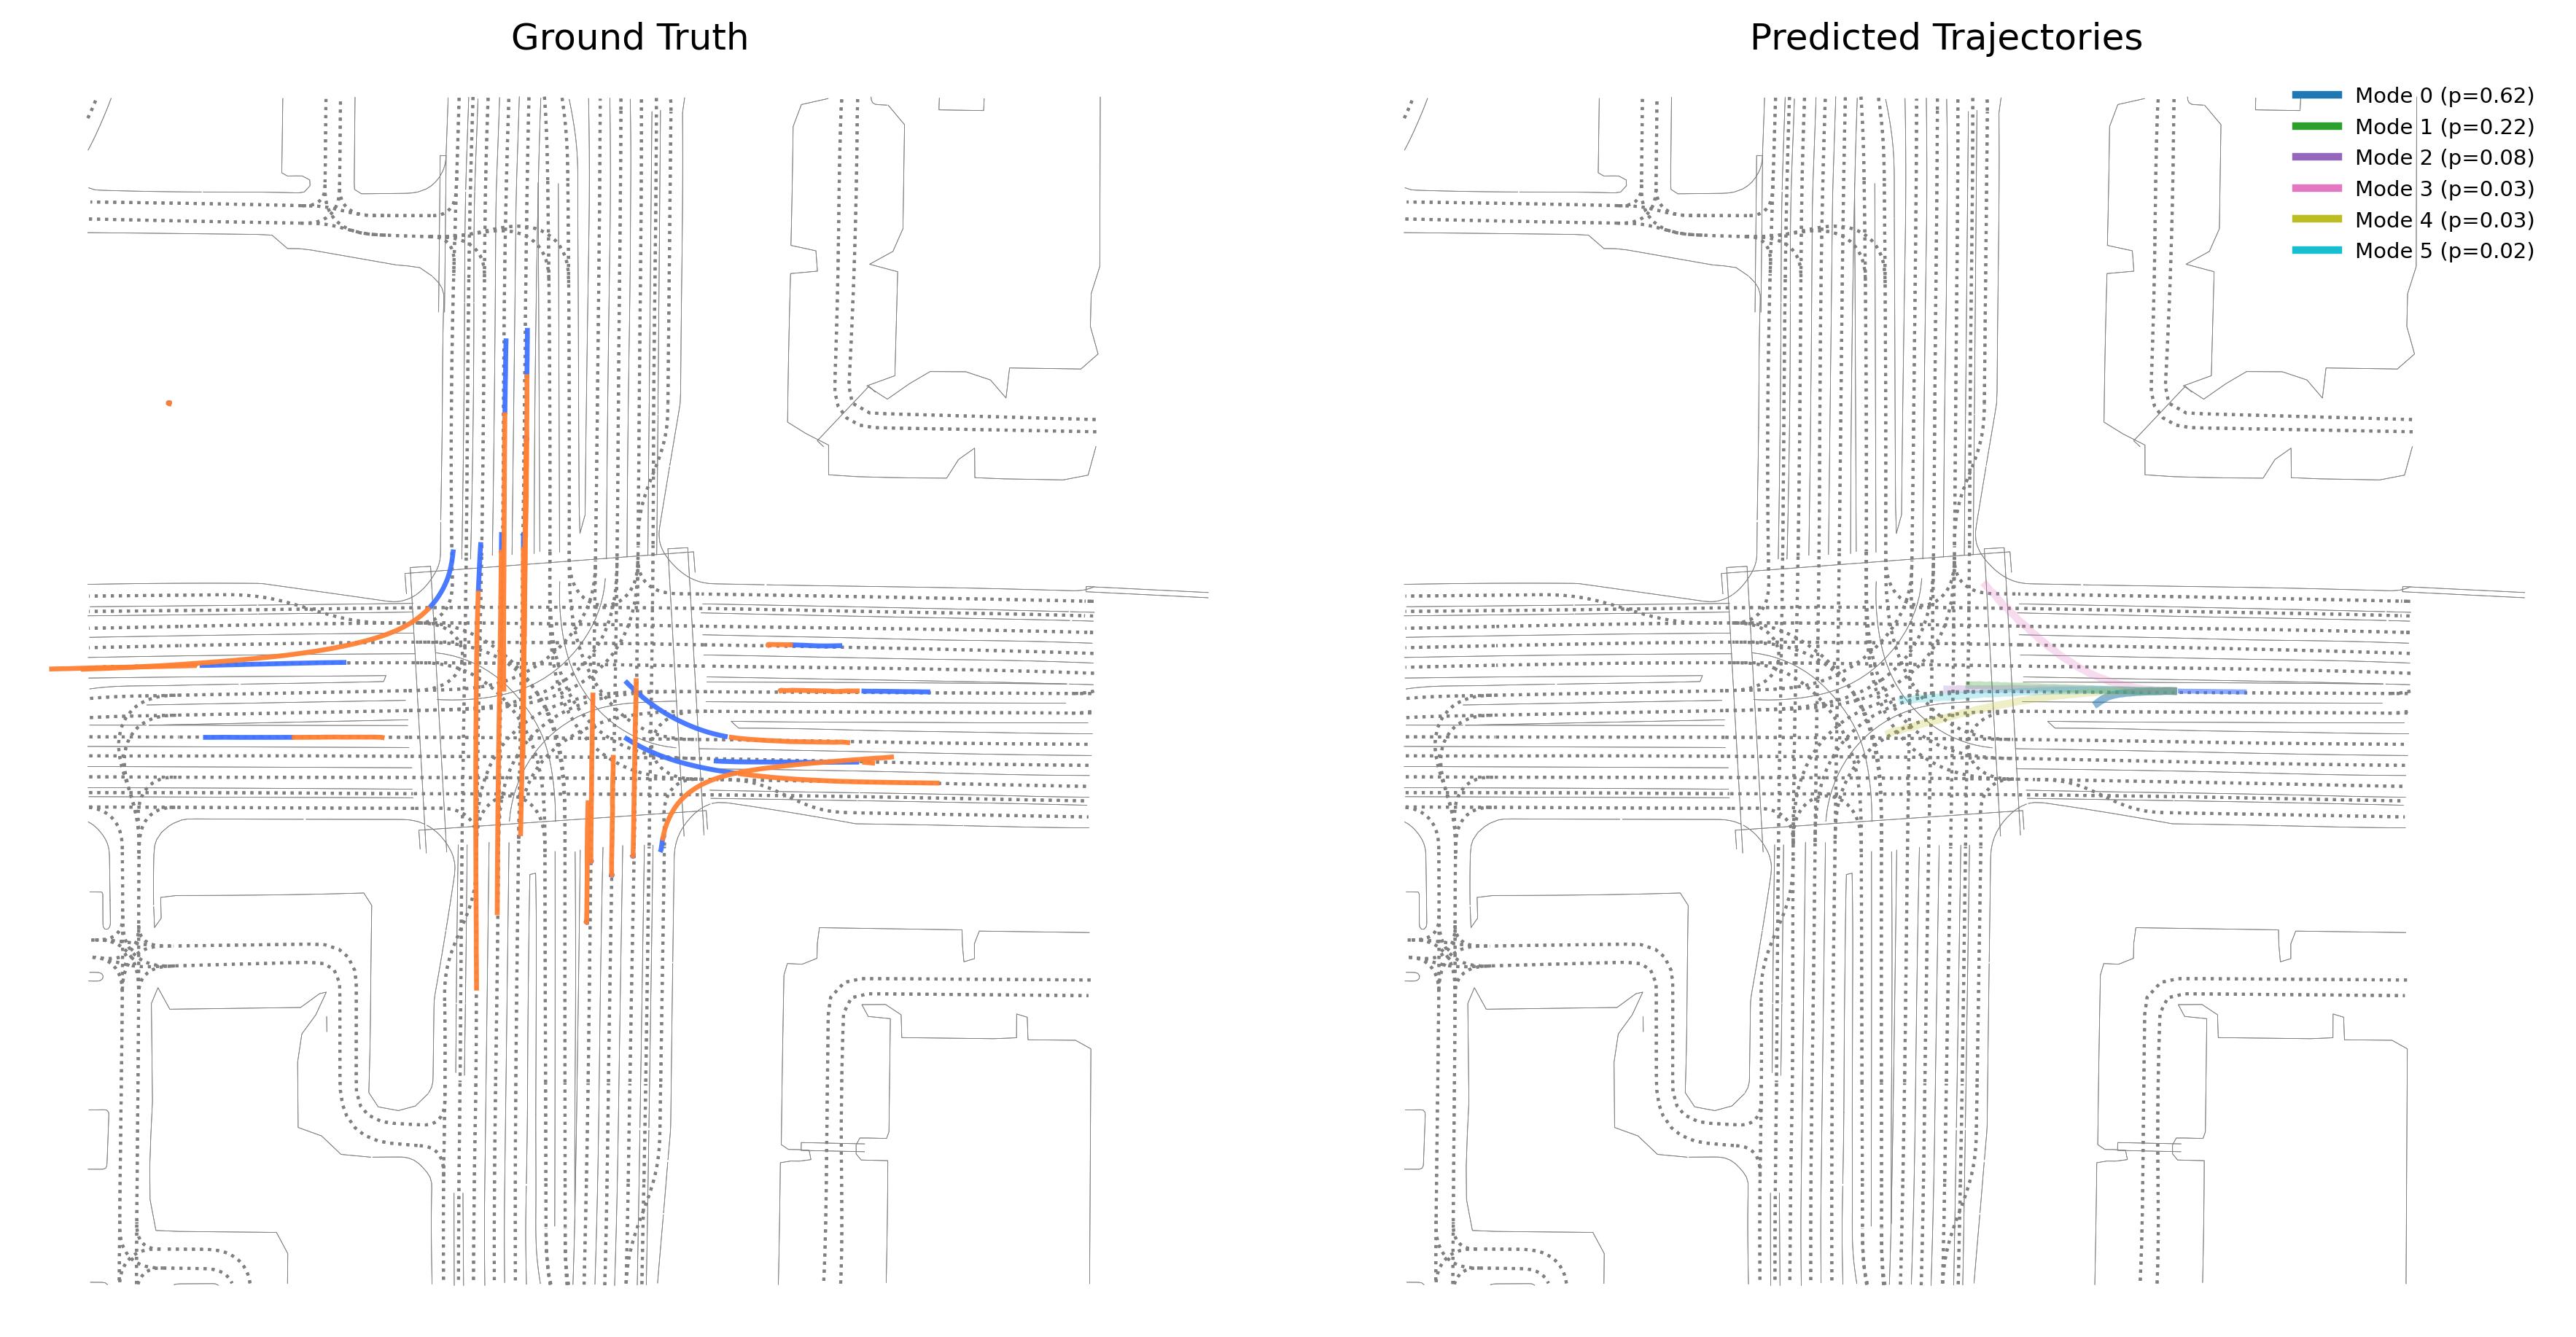 Ground Truth
Predicted Trajectories
Mode 0 (p=0.62)
Mode 1 (p=0.22)
Mode 2 (p=0.08)
Mode 3 (p=0.03)
Mode 4 (p=0.03)
Mode 5 (p=0.02)